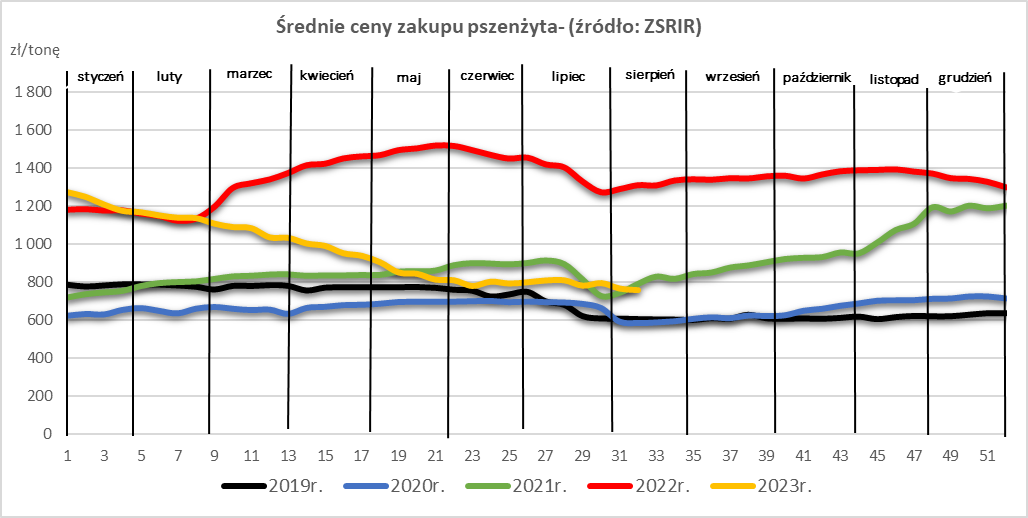 Średnie ceny zakupu pszenżyta- (źródło: ZSRIR)
zł/tonę
styczeń luty marzec kwiecień maj czerwiec lipiec sierpień wrzesień październik listopad grudzień
1 800
1 600
1 400
1 200
1 000
800
600
400
200
0
1 3 5 7 9 11 13 15 17 19 21 23 25 27 29 31 33 35 37 39 41 43 45 47 49 51
2019r. 2020r. 2021r. 2022r. 2023r.